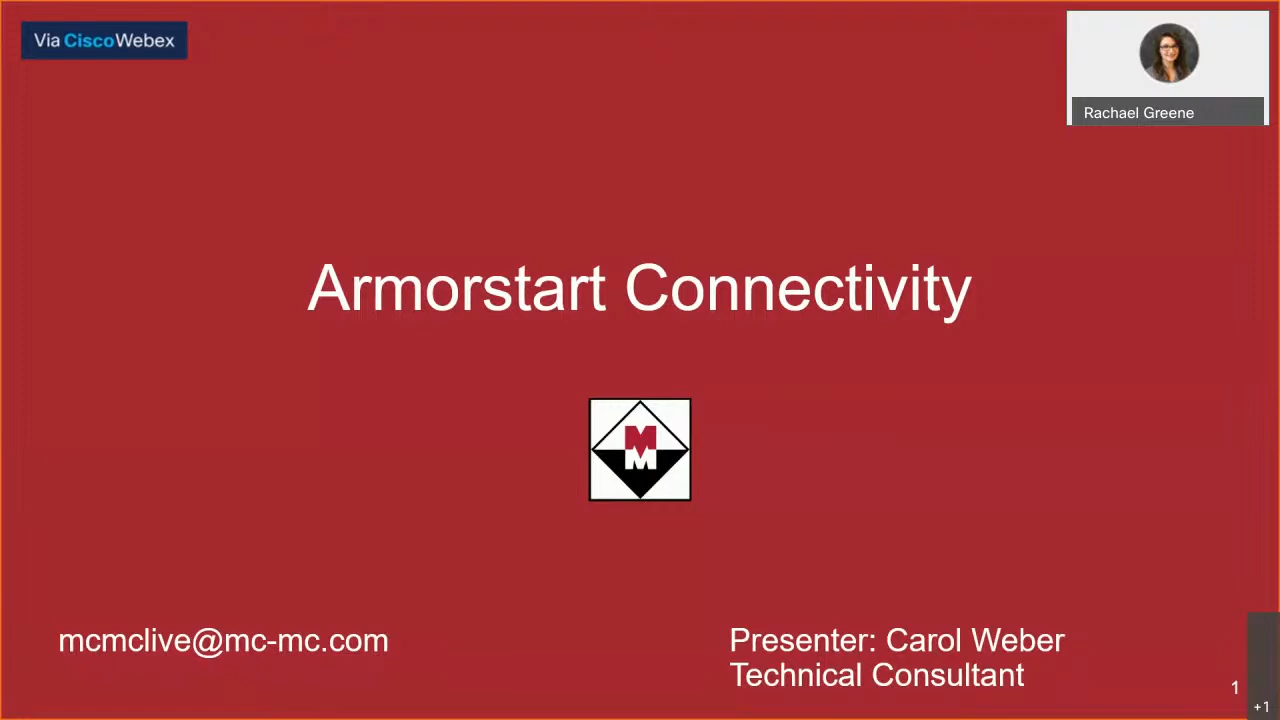 Via CiscoWebex
Rachael Greene
Armorstart Connectivity
M
M
mcmclive@mc-mc.com
Presenter: Carol Weber
Technical Consultant
1
+1